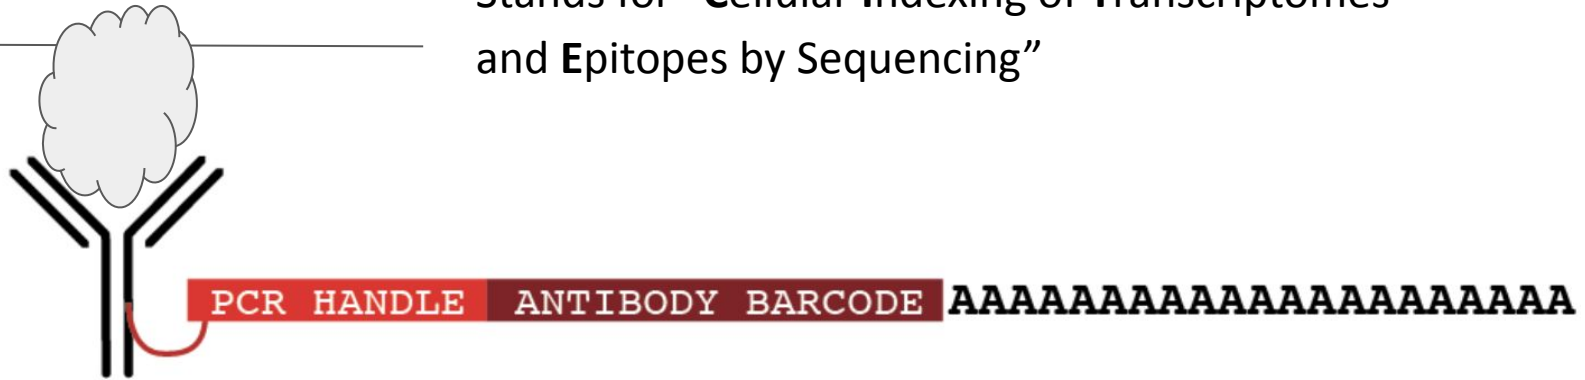 Stands for “Cellular Indexing of Transcriptomes
and Epitopes by Sequencing”
PCR HANDLE ANTIBODY BARCODE AAAAAAAAAAAAAAAAAAAAA